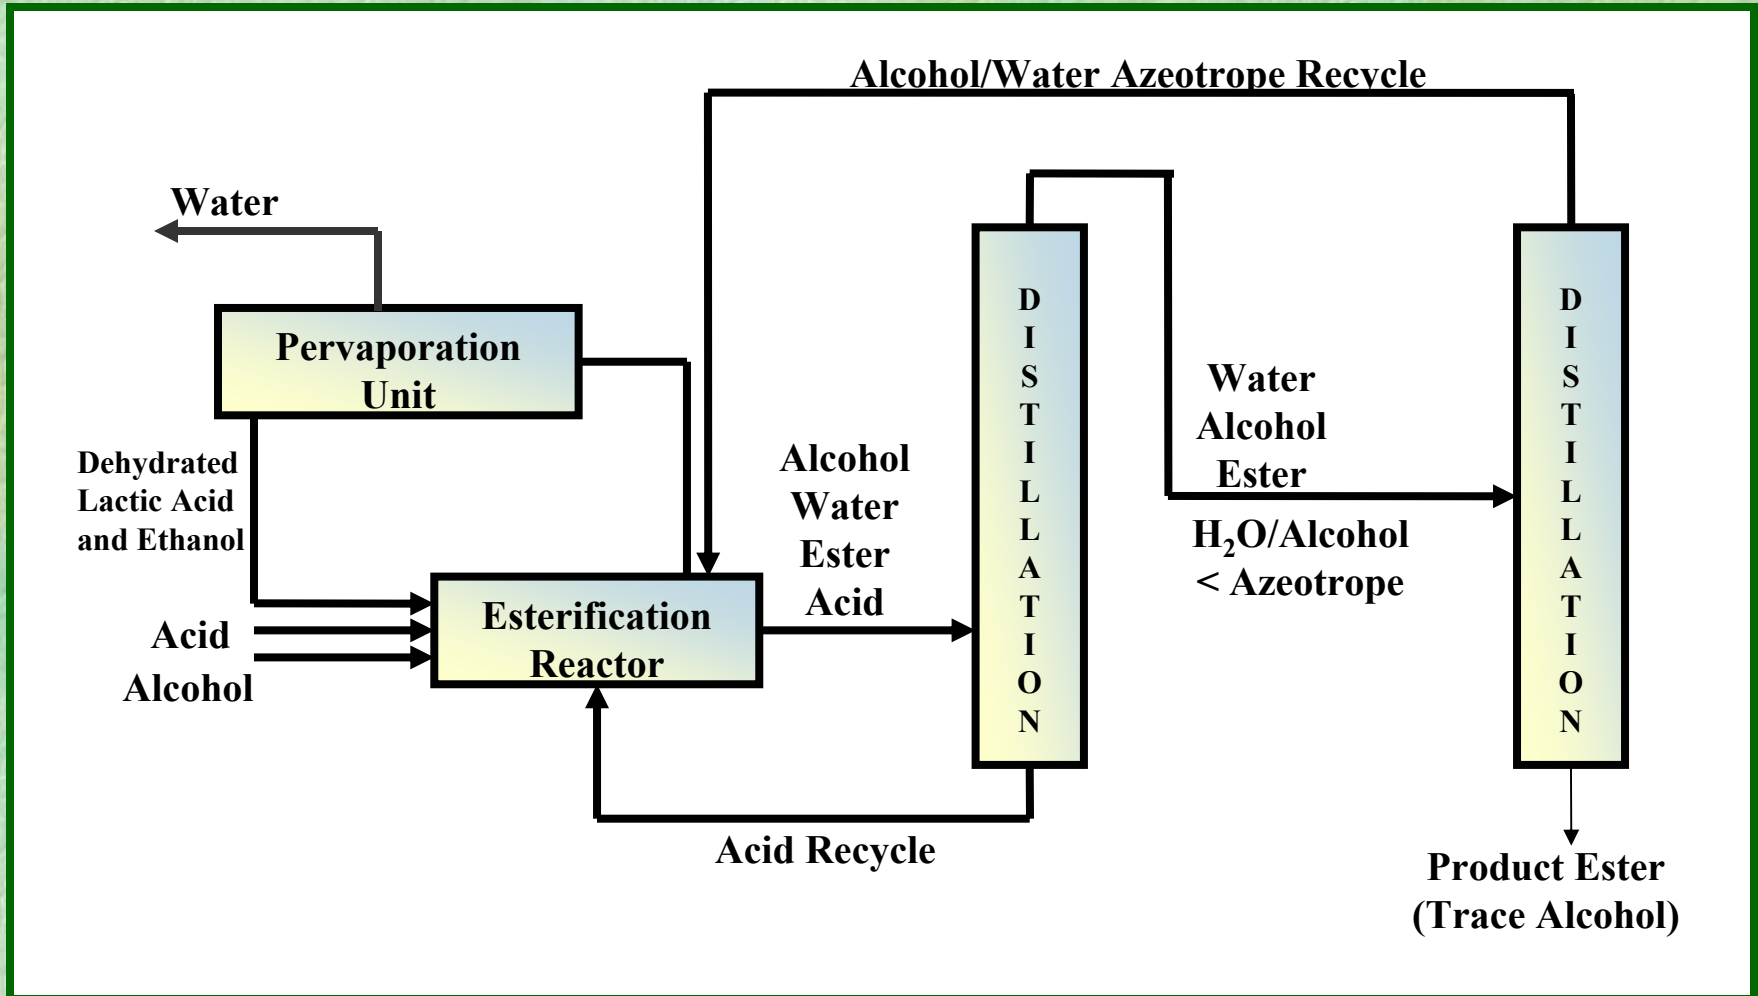 Alcohol/Water Azeotrope Recycle
Water
Pervaporation
Unit
Dehydrated
Lactic Acid
and Ethanol
Acid
Alcohol
Esterification
Reactor
Alcohol
Water
Ester
Acid
Acid Recycle
D
I
S
T
I
L
L
A
T
I
O
N
Water
Alcohol
Ester
H₂O/Alcohol
< Azeotrope
D
I
S
T
I
L
L
A
T
I
O
N
Product Ester
(Trace Alcohol)